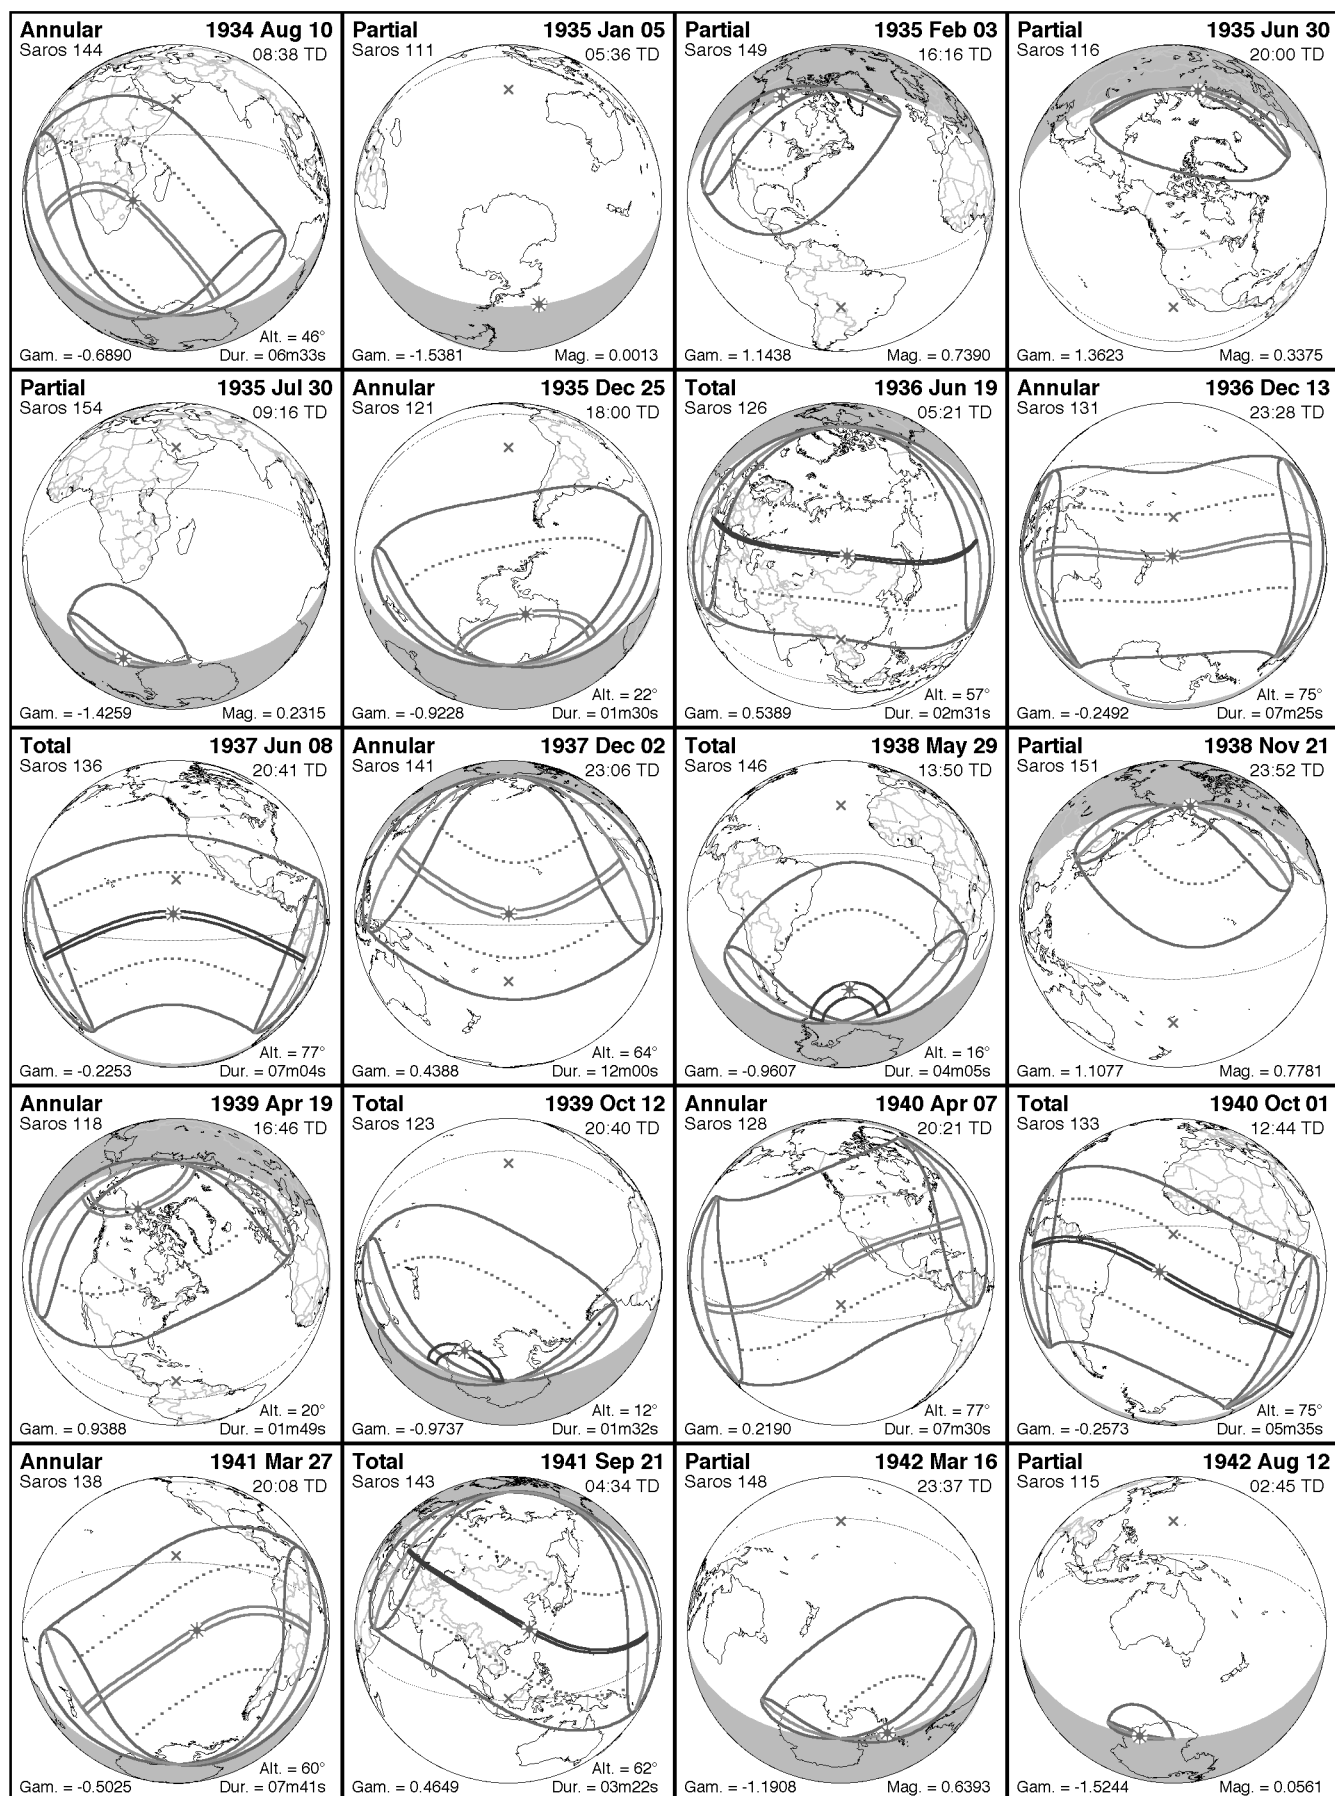 Annular 1934 Aug 10
Saros 144 08:38 TD
Alt. = 46°
Gam. = -0.6890 Dur. = 06m33s
Partial 1935 Jan 05
Saros 111 05:36 TD
Gam. = -1.5381 Mag. = 0.0013
Partial 1935 Feb 03
Saros 149 16:16 TD
Gam. = 1.1438 Mag. = 0.7390
Partial 1935 Jun 30
Saros 116 20:00 TD
Gam. = 1.3623 Mag. = 0.3375
Partial 1935 Jul 30
Saros 154 09:16 TD
Gam. = -1.4259 Mag. = 0.2315
Annular 1935 Dec 25
Saros 121 18:00 TD
Alt. = 22°
Gam. = -0.9228 Dur. = 01m30s
Total 1936 Jun 19
Saros 126 05:21 TD
Alt. = 57°
Gam. = 0.5389 Dur. = 02m31s
Annular 1936 Dec 13
Saros 131 23:28 TD
Alt. = 75°
Gam. = -0.2492 Dur. = 07m25s
Total 1937 Jun 08
Saros 136 20:41 TD
Alt. = 77°
Gam. = -0.2253 Dur. = 07m04s
Annular 1937 Dec 02
Saros 141 23:06 TD
Alt. = 64°
Gam. = 0.4388 Dur. = 12m00s
Total 1938 May 29
Saros 146 13:50 TD
Alt. = 16°
Gam. = -0.9607 Dur. = 04m05s
Partial 1938 Nov 21
Saros 151 23:52 TD
Gam. = 1.1077 Mag. = 0.7781
Annular 1939 Apr 19
Saros 118 16:46 TD
Alt. = 20°
Gam. = 0.9388 Dur. = 01m49s
Total 1939 Oct 12
Saros 123 20:40 TD
Alt. = 12°
Gam. = -0.9737 Dur. = 01m32s
Annular 1940 Apr 07
Saros 128 20:21 TD
Alt. = 77°
Gam. = 0.2190 Dur. = 07m30s
Total 1940 Oct 01
Saros 133 12:44 TD
Alt. = 75°
Gam. = -0.2573 Dur. = 05m35s
Annular 1941 Mar 27
Saros 138 20:08 TD
Alt. = 60°
Gam. = -0.5025 Dur. = 07m41s
Total 1941 Sep 21
Saros 143 04:34 TD
Alt. = 62°
Gam. = 0.4649 Dur. = 03m22s
Partial 1942 Mar 16
Saros 148 23:37 TD
Gam. = -1.1908 Mag. = 0.6393
Partial 1942 Aug 12
Saros 115 02:45 TD
Gam. = -1.5244 Mag. = 0.0561